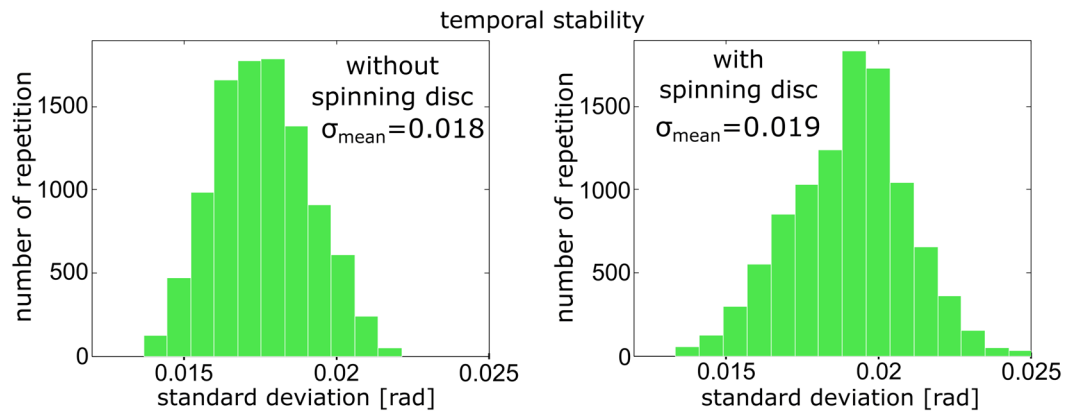 temporal stability
number of repetition
1500
1000
500
0
without
spinning disc
σmean=0.018
0.015
0.02
0.025
standard deviation [rad]
number of repetition
1500
1000
500
0
with
spinning disc
σmean=0.019
0.015
0.02
0.025
standard deviation [rad]